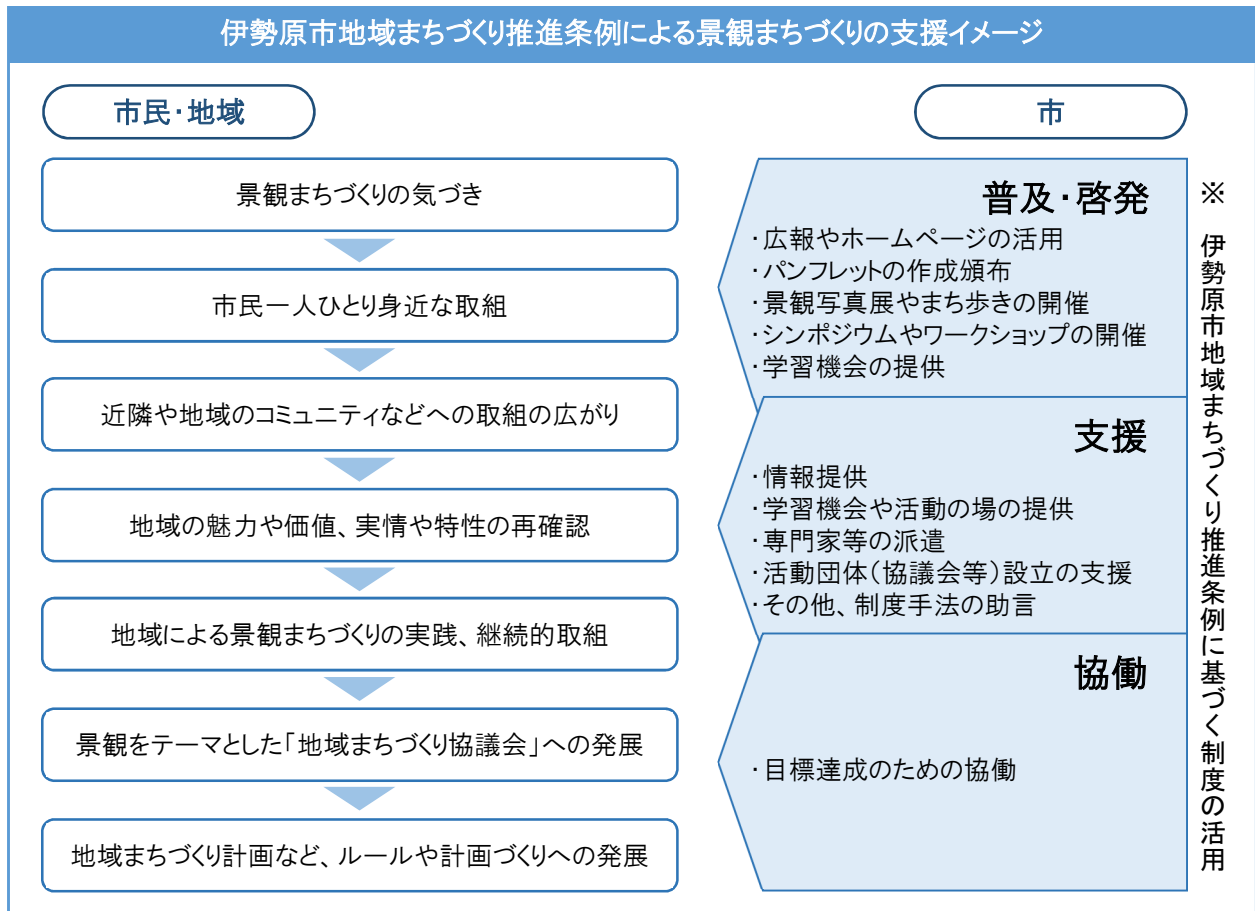 伊勢原市地域まちづくり推進条例による景観まちづくりの支援イメージ
市民・地域
景観まちづくりの気づき
市民一人ひとり身近な取組
近隣や地域のコミュニティなどへの取組の広がり
地域の魅力や価値、実情や特性の再確認
地域による景観まちづくりの実践、継続的取組
景観をテーマとした「地域まちづくり協議会」への発展
地域まちづくり計画など、ルールや計画づくりへの発展
市
普及・啓発
・広報やホームページの活用
・パンフレットの作成頒布
・景観写真展やまち歩きの開催
・シンポジウムやワークショップの開催
・学習機会の提供
支援
・情報提供
・学習機会や活動の場の提供
・専門家等の派遣
・活動団体（協議会等）設立の支援
・その他、制度手法の助言
協働
・目標達成のための協働
※ 伊勢原市地域まちづくり推進条例に基づく制度の活用